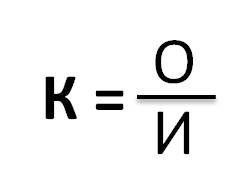 К = О
И